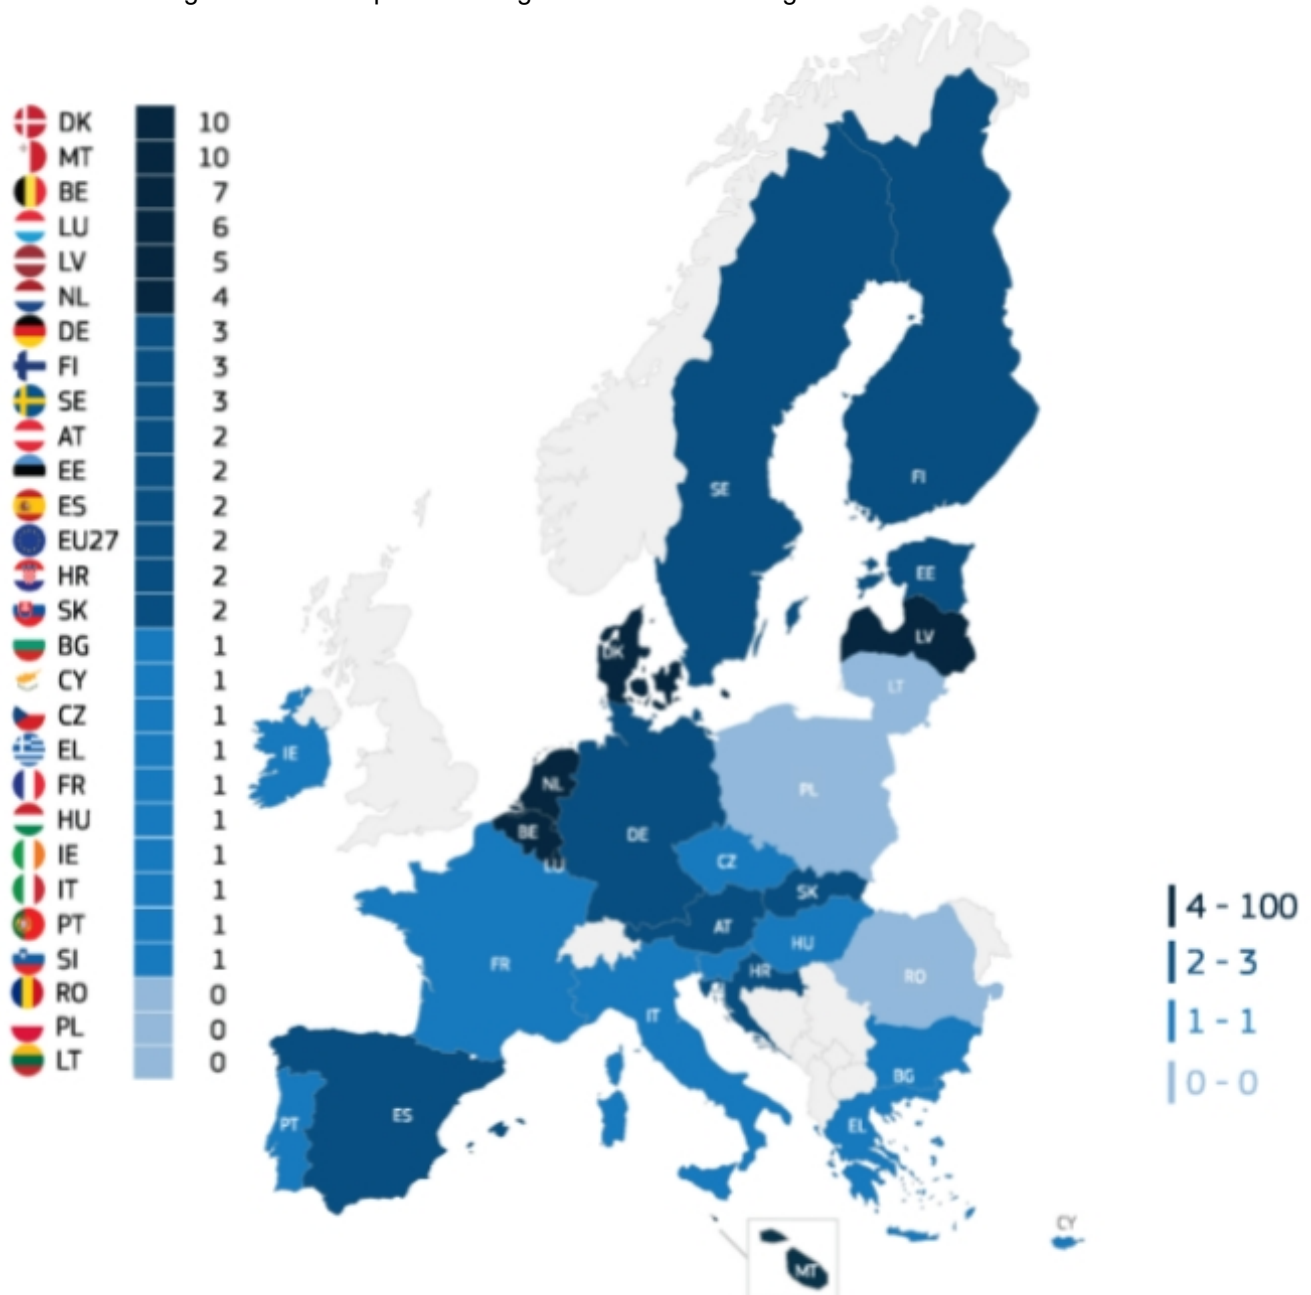 DK 10
MT 10
BE 7
LU 6
LV 5
NL 4
DE 3
FI 3
SE 3
AT 2
EE 2
ES 2
EU27 2
HR 2
SK 2
BG 1
CY 1
CZ 1
EL 1
FR 1
HU 1
IE 1
IT 1
PT 1
SI 1
RO 0
PL 0
LT 0
SE
FI
EE
LV
LT
DK
IE
NL
PL
BE
DE
LU
CZ
SK
AT
HU
FR
HR
RO
IT
BG
ES
PT
EL
CY
MT
4 - 100
2 - 3
1 - 1
0 - 0